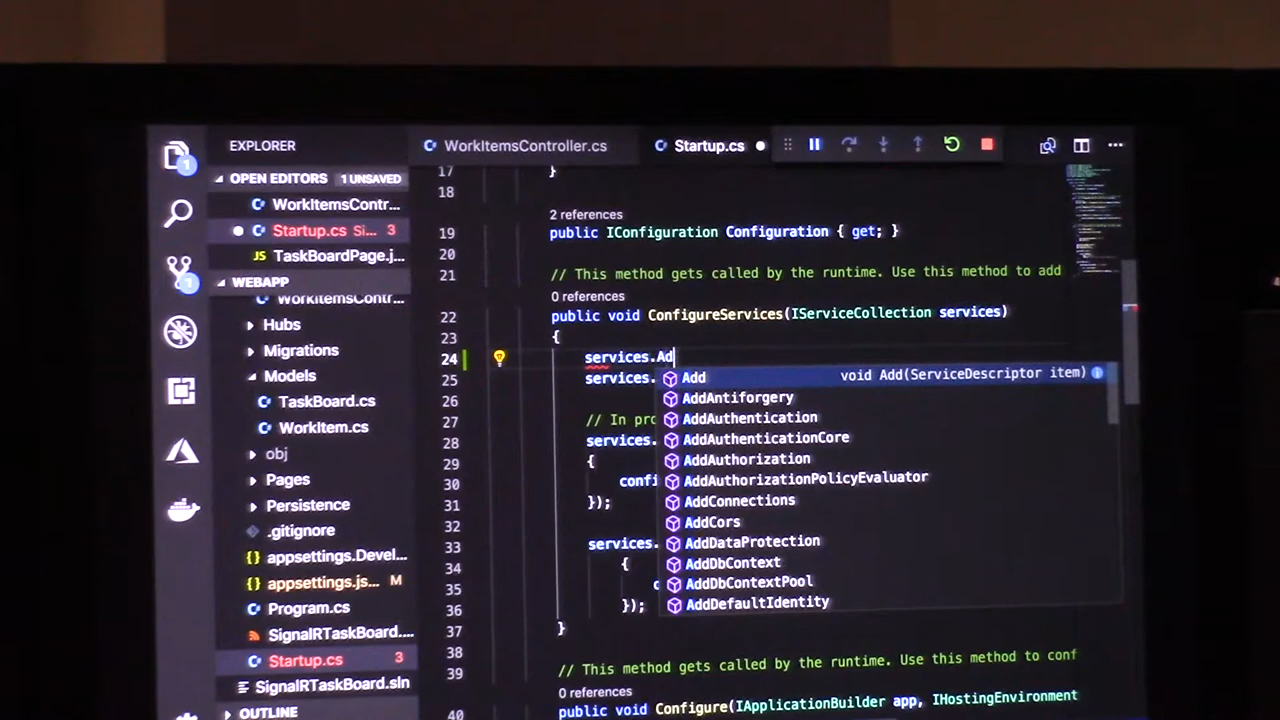 EXPLORER
OPEN EDITORS 1 UNSAVED
WorkItemsContr...
Startup.cs Si... 3
TaskBoardPage.j...
WEBAPP
WorkItemsContr...
Hubs
Migrations
Models
TaskBoard.cs
WorkItem.cs
obj
Pages
Persistence
.gitignore
appsettings.Devel...
appsettings.js... M
Program.cs
SignalRTaskBoard....
Startup.cs 3
SignalRTaskBoard.sln
OUTLINE
1
1
WorkItemsController.cs Startup.cs
17 }
18
2 references
19 public IConfiguration Configuration { get; }
20
21 // This method gets called by the runtime. Use this method to add
0 references
22 public void ConfigureServices(IServiceCollection services)
23 {
24 services.Ad
25 services.
26
27 // In pro
28 services.
29 {
30 confi
31 });
32
33 services.
34 {
35 c
36 });
37 }
38
39 // This method gets called by the runtime. Use this method to conf
0 references
40 public void Configure(IApplicationBuilder app, IHostingEnvironment
Add void Add(ServiceDescriptor item)
AddAntiforgery
AddAuthentication
AddAuthenticationCore
AddAuthorization
AddAuthorizationPolicyEvaluator
AddConnections
AddCors
AddDataProtection
AddDbContext
AddDbContextPool
AddDefaultIdentity